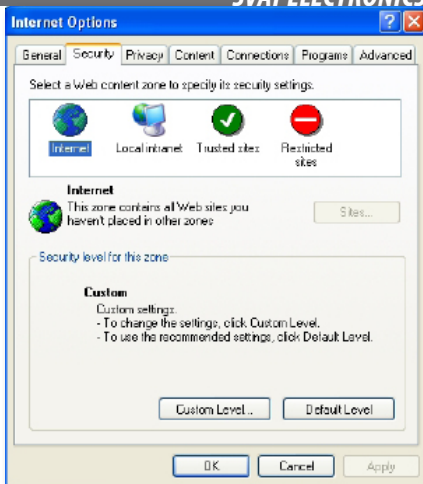 SVAT ELECTRONICS
Internet Options
General Security Privacy Content Connections Programs Advanced
Select a Web content zone to specify its security settings.
Internet Local intranet Trusted sites Restricted sites
Internet
This zone contains all Web sites you
haven't placed in other zones
Sites...
Security level for this zone
Custom
Custom settings.
- To change the settings, click Custom Level.
- To use the recommended settings, click Default Level.
Custom Level... Default Level
OK Cancel Apply